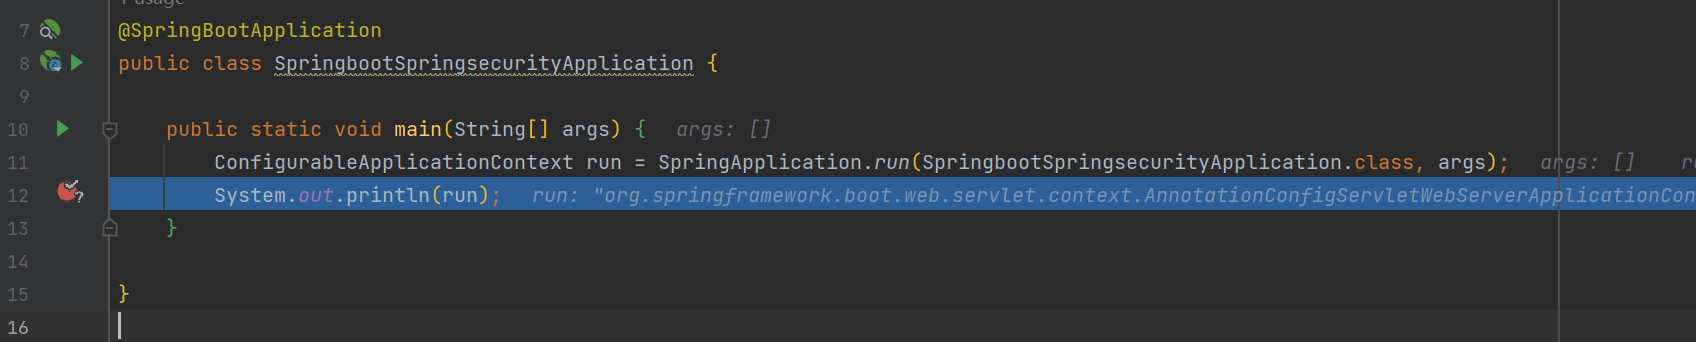 7 @SpringBootApplication
8 public class SpringbootSpringsecurityApplication {
9
10 public static void main(String[] args) { args: []
11 ConfigurableApplicationContext run = SpringApplication.run(SpringbootSpringsecurityApplication.class, args); args: []
12 System.out.println(run); run: "org.springframework.boot.web.servlet.context.AnnotationConfigServletWebServerApplicationCon
13 }
14
15 }
16